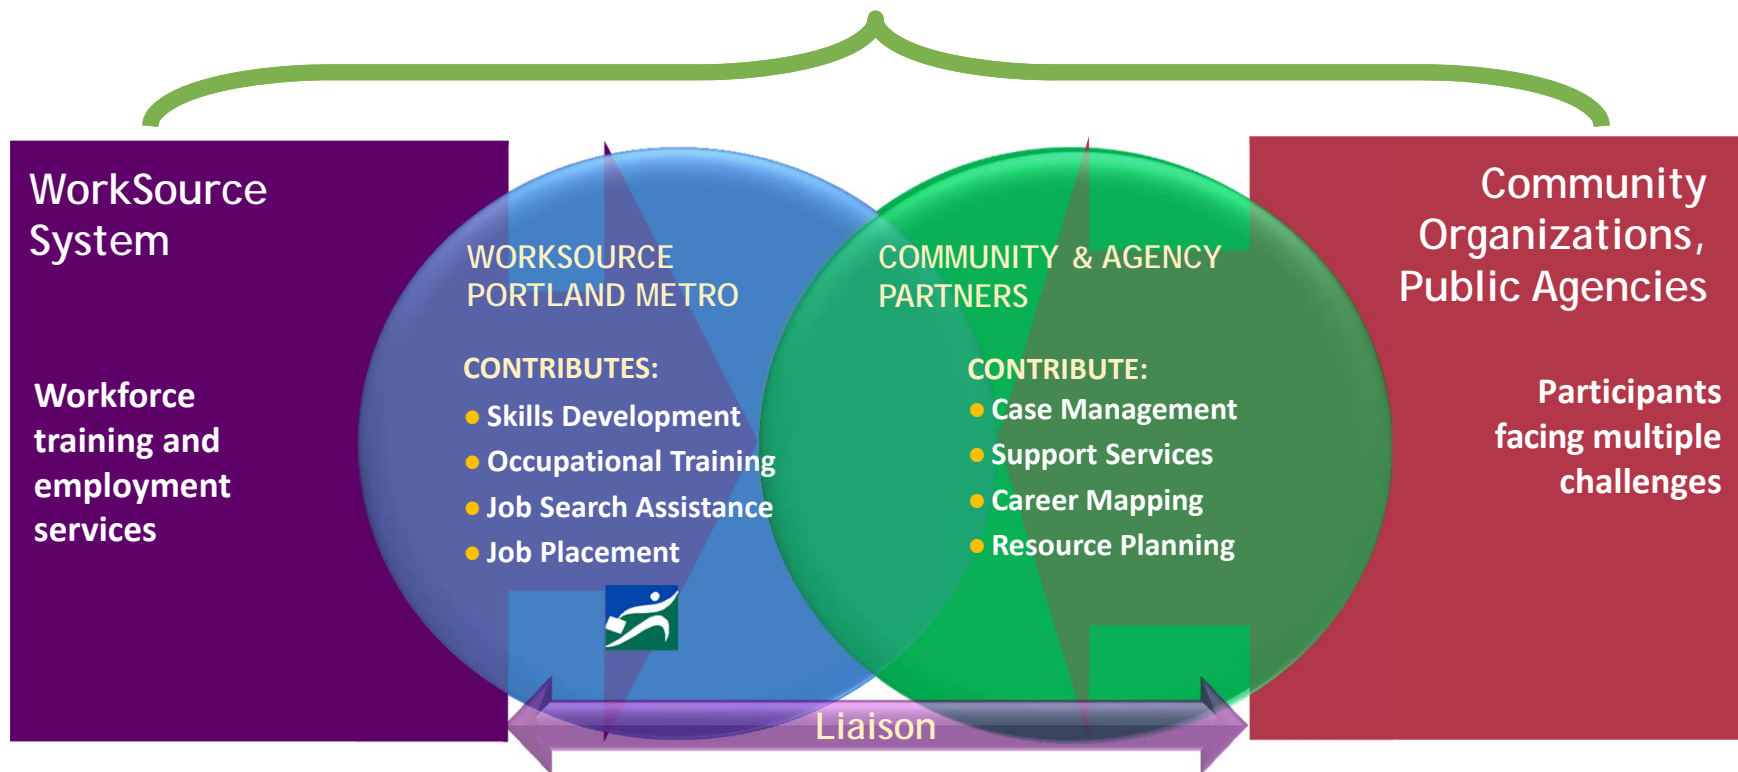 WorkSource
System
Workforce
training and
employment
services
WORKSOURCE
PORTLAND METRO
CONTRIBUTES:
● Skills Development
● Occupational Training
● Job Search Assistance
● Job Placement
COMMUNITY & AGENCY
PARTNERS
CONTRIBUTE:
● Case Management
● Support Services
● Career Mapping
● Resource Planning
Community
Organizations,
Public Agencies
Participants
facing multiple
challenges
Liaison